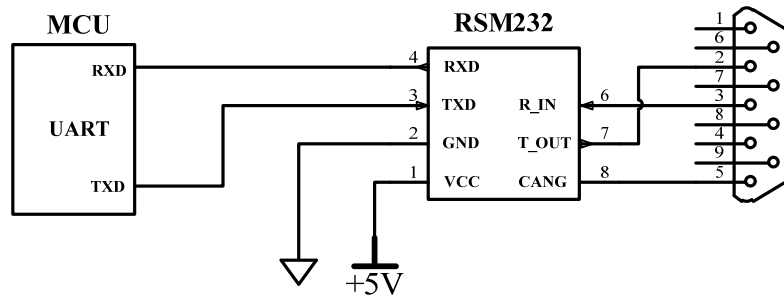 MCU
RSM232
RXD
UART
TXD
4
3
2
1
RXD
TXD
GND
VCC
R_IN
T_OUT
CANG
6
7
8
1
6
2
7
3
8
4
9
5
+5V